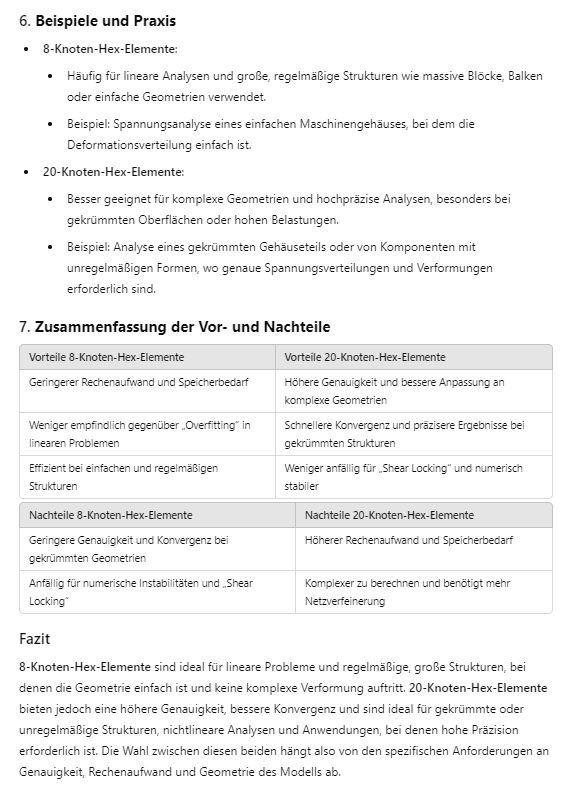 6. Beispiele und Praxis
• 8-Knoten-Hex-Elemente:
• Häufig für lineare Analysen und große, regelmäßige Strukturen wie massive Blöcke, Balken
oder einfache Geometrien verwendet.
• Beispiel: Spannungsanalyse eines einfachen Maschinengehäuses, bei dem die
Deformationsverteilung einfach ist.
• 20-Knoten-Hex-Elemente:
• Besser geeignet für komplexe Geometrien und hochpräzise Analysen, besonders bei
gekrümmten Oberflächen oder hohen Belastungen.
• Beispiel: Analyse eines gekrümmten Gehäuseteils oder von Komponenten mit
unregelmäßigen Formen, wo genaue Spannungsverteilungen und Verformungen
erforderlich sind.
7. Zusammenfassung der Vor- und Nachteile
Vorteile 8-Knoten-Hex-Elemente
Vorteile 20-Knoten-Hex-Elemente
Geringerer Rechenaufwand und Speicherbedarf
Höhere Genauigkeit und bessere Anpassung an
komplexe Geometrien
Weniger empfindlich gegenüber „Overfitting“ in
linearen Problemen
Schnellere Konvergenz und präzisere Ergebnisse bei
gekrümmten Strukturen
Effizient bei einfachen und regelmäßigen
Strukturen
Weniger anfällig für „Shear Locking“ und numerisch
stabiler
Nachteile 8-Knoten-Hex-Elemente
Nachteile 20-Knoten-Hex-Elemente
Geringere Genauigkeit und Konvergenz bei
gekrümmten Geometrien
Höherer Rechenaufwand und Speicherbedarf
Anfällig für numerische Instabilitäten und „Shear
Locking“
Komplexer zu berechnen und benötigt mehr
Netzverfeinerung
Fazit
8-Knoten-Hex-Elemente sind ideal für lineare Probleme und regelmäßige, große Strukturen, bei
denen die Geometrie einfach ist und keine komplexe Verformung auftritt. 20-Knoten-Hex-Elemente
bieten jedoch eine höhere Genauigkeit, bessere Konvergenz und sind ideal für gekrümmte oder
unregelmäßige Strukturen, nichtlineare Analysen und Anwendungen, bei denen hohe Präzision
erforderlich ist. Die Wahl zwischen diesen beiden hängt also von den spezifischen Anforderungen an
Genauigkeit, Rechenaufwand und Geometrie des Modells ab.